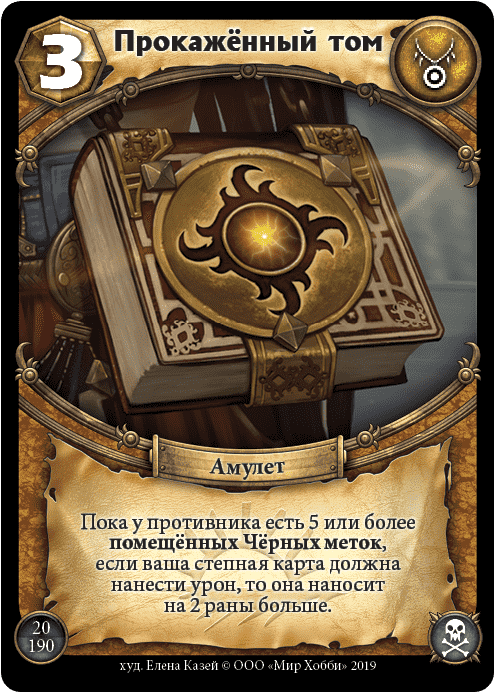 3
Прокажённый том
Амулет
Пока у противника есть 5 или более
помещённых Чёрных меток,
если ваша степная карта должна
нанести урон, то она наносит
на 2 раны больше.
20
190
худ. Елена Казей © ООО «Мир Хобби» 2019